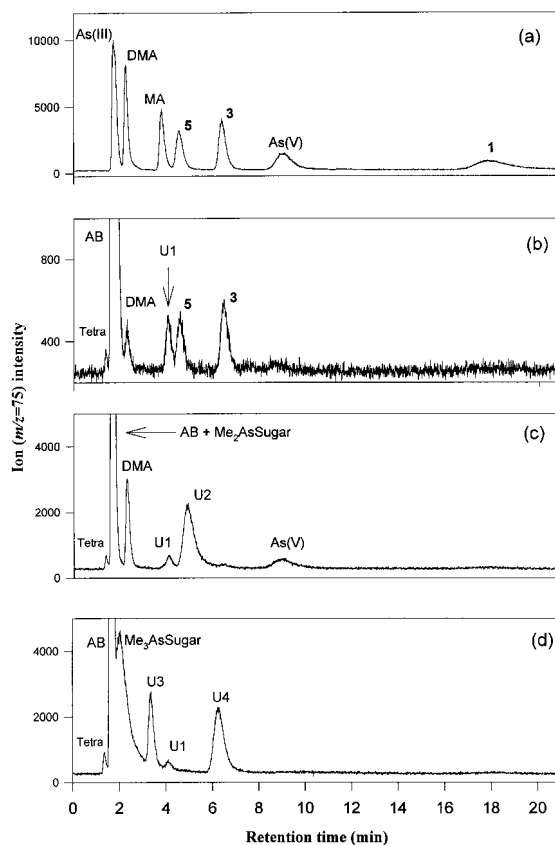 (a)
As(III)
DMA
MA
5
3
As(V)
1
10000
5000
0
(b)
AB
U1
Tetra
DMA
5
3
800
400
(c)
AB + Me₂AsSugar
DMA
Tetra
U1
U2
As(V)
4000
2000
0
(d)
AB
Me₃AsSugar
U3
U1
U4
Tetra
4000
2000
0
Ion (m/z=75) intensity
0 2 4 6 8 10 12 14 16 18 20
Retention time (min)